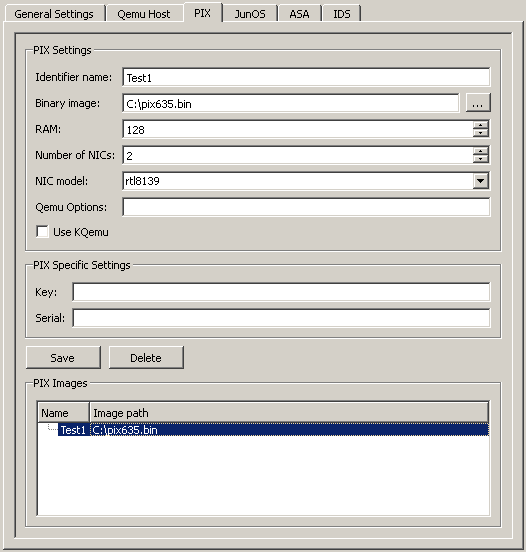 General Settings Qemu Host PIX JunOS ASA IDS
PIX Settings
Identifier name: Test1
Binary image: C:\pix635.bin ...
RAM: 128
Number of NICs: 2
NIC model: rtl8139
Qemu Options:
Use KQemu
PIX Specific Settings
Key:
Serial:
Save Delete
PIX Images
Name Image path
Test1 C:\pix635.bin